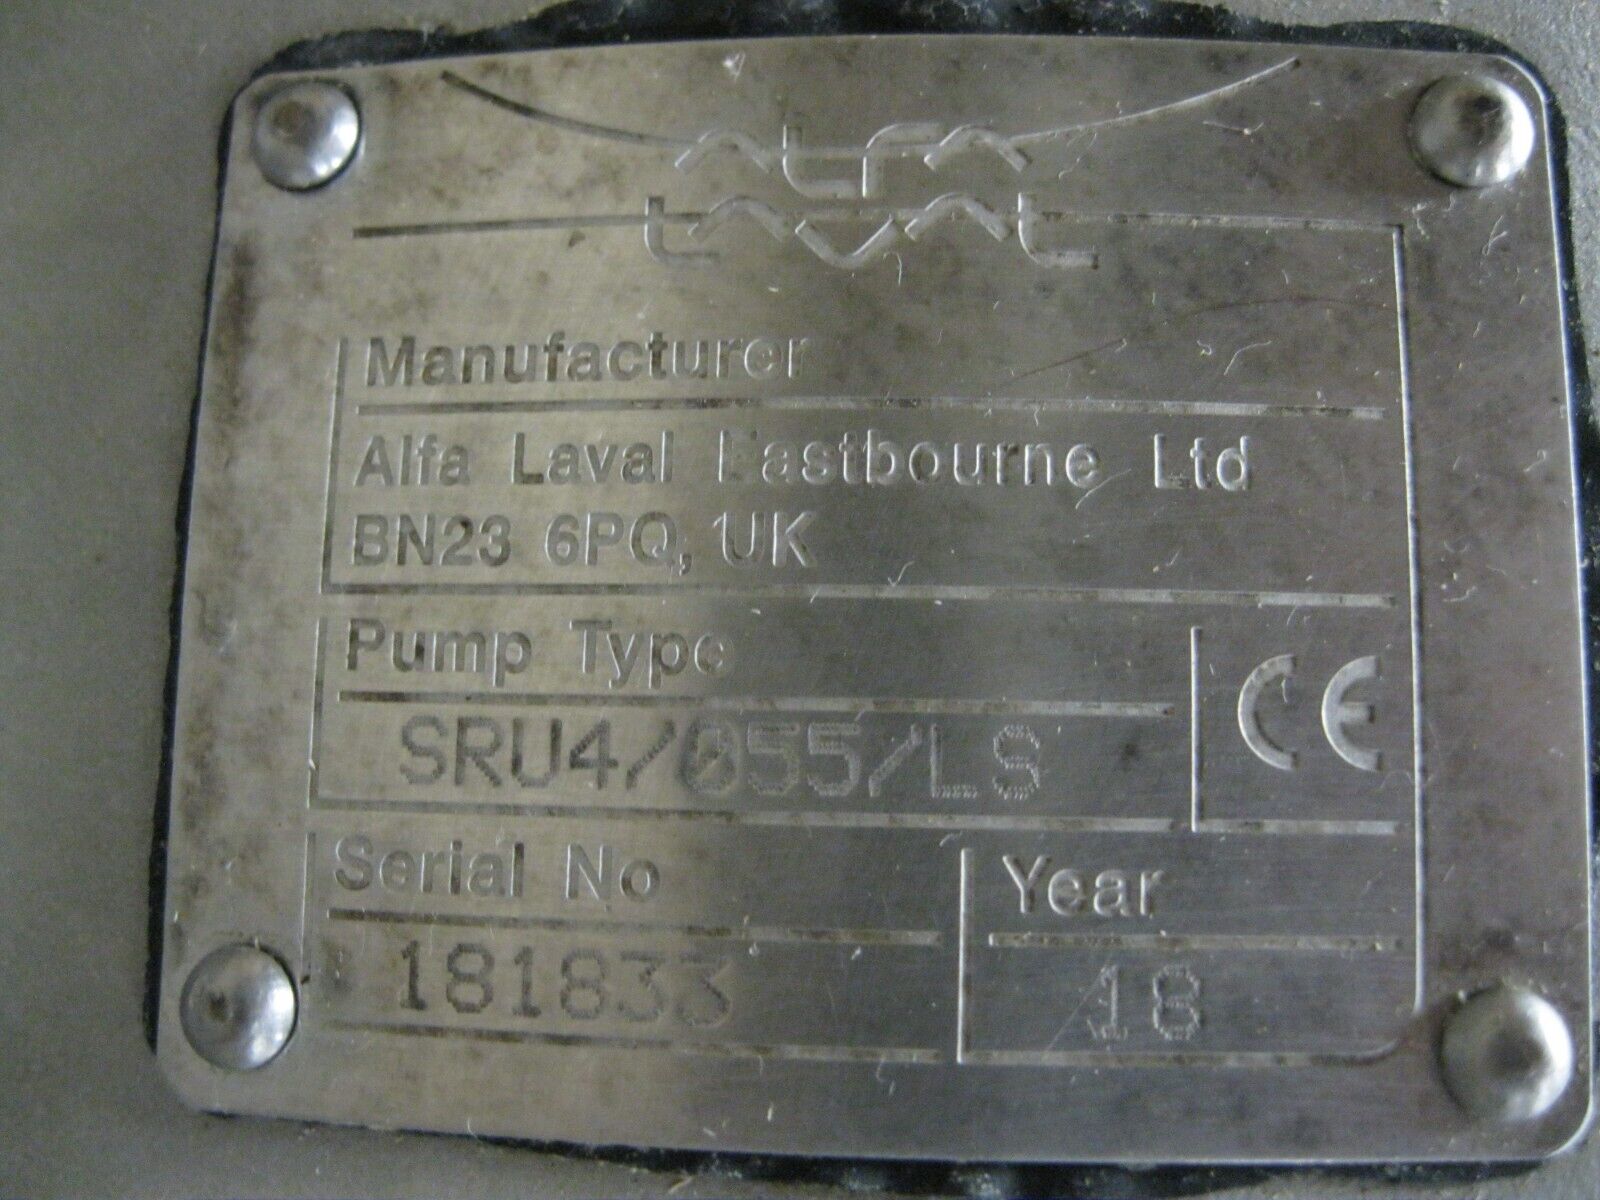 ALFA
LAVAL
Manufacturer
Alfa Laval Eastbourne Ltd
BN23 6PQ, UK
Pump Type
SRU4/055/LS
CE
Serial No
181833
Year
18